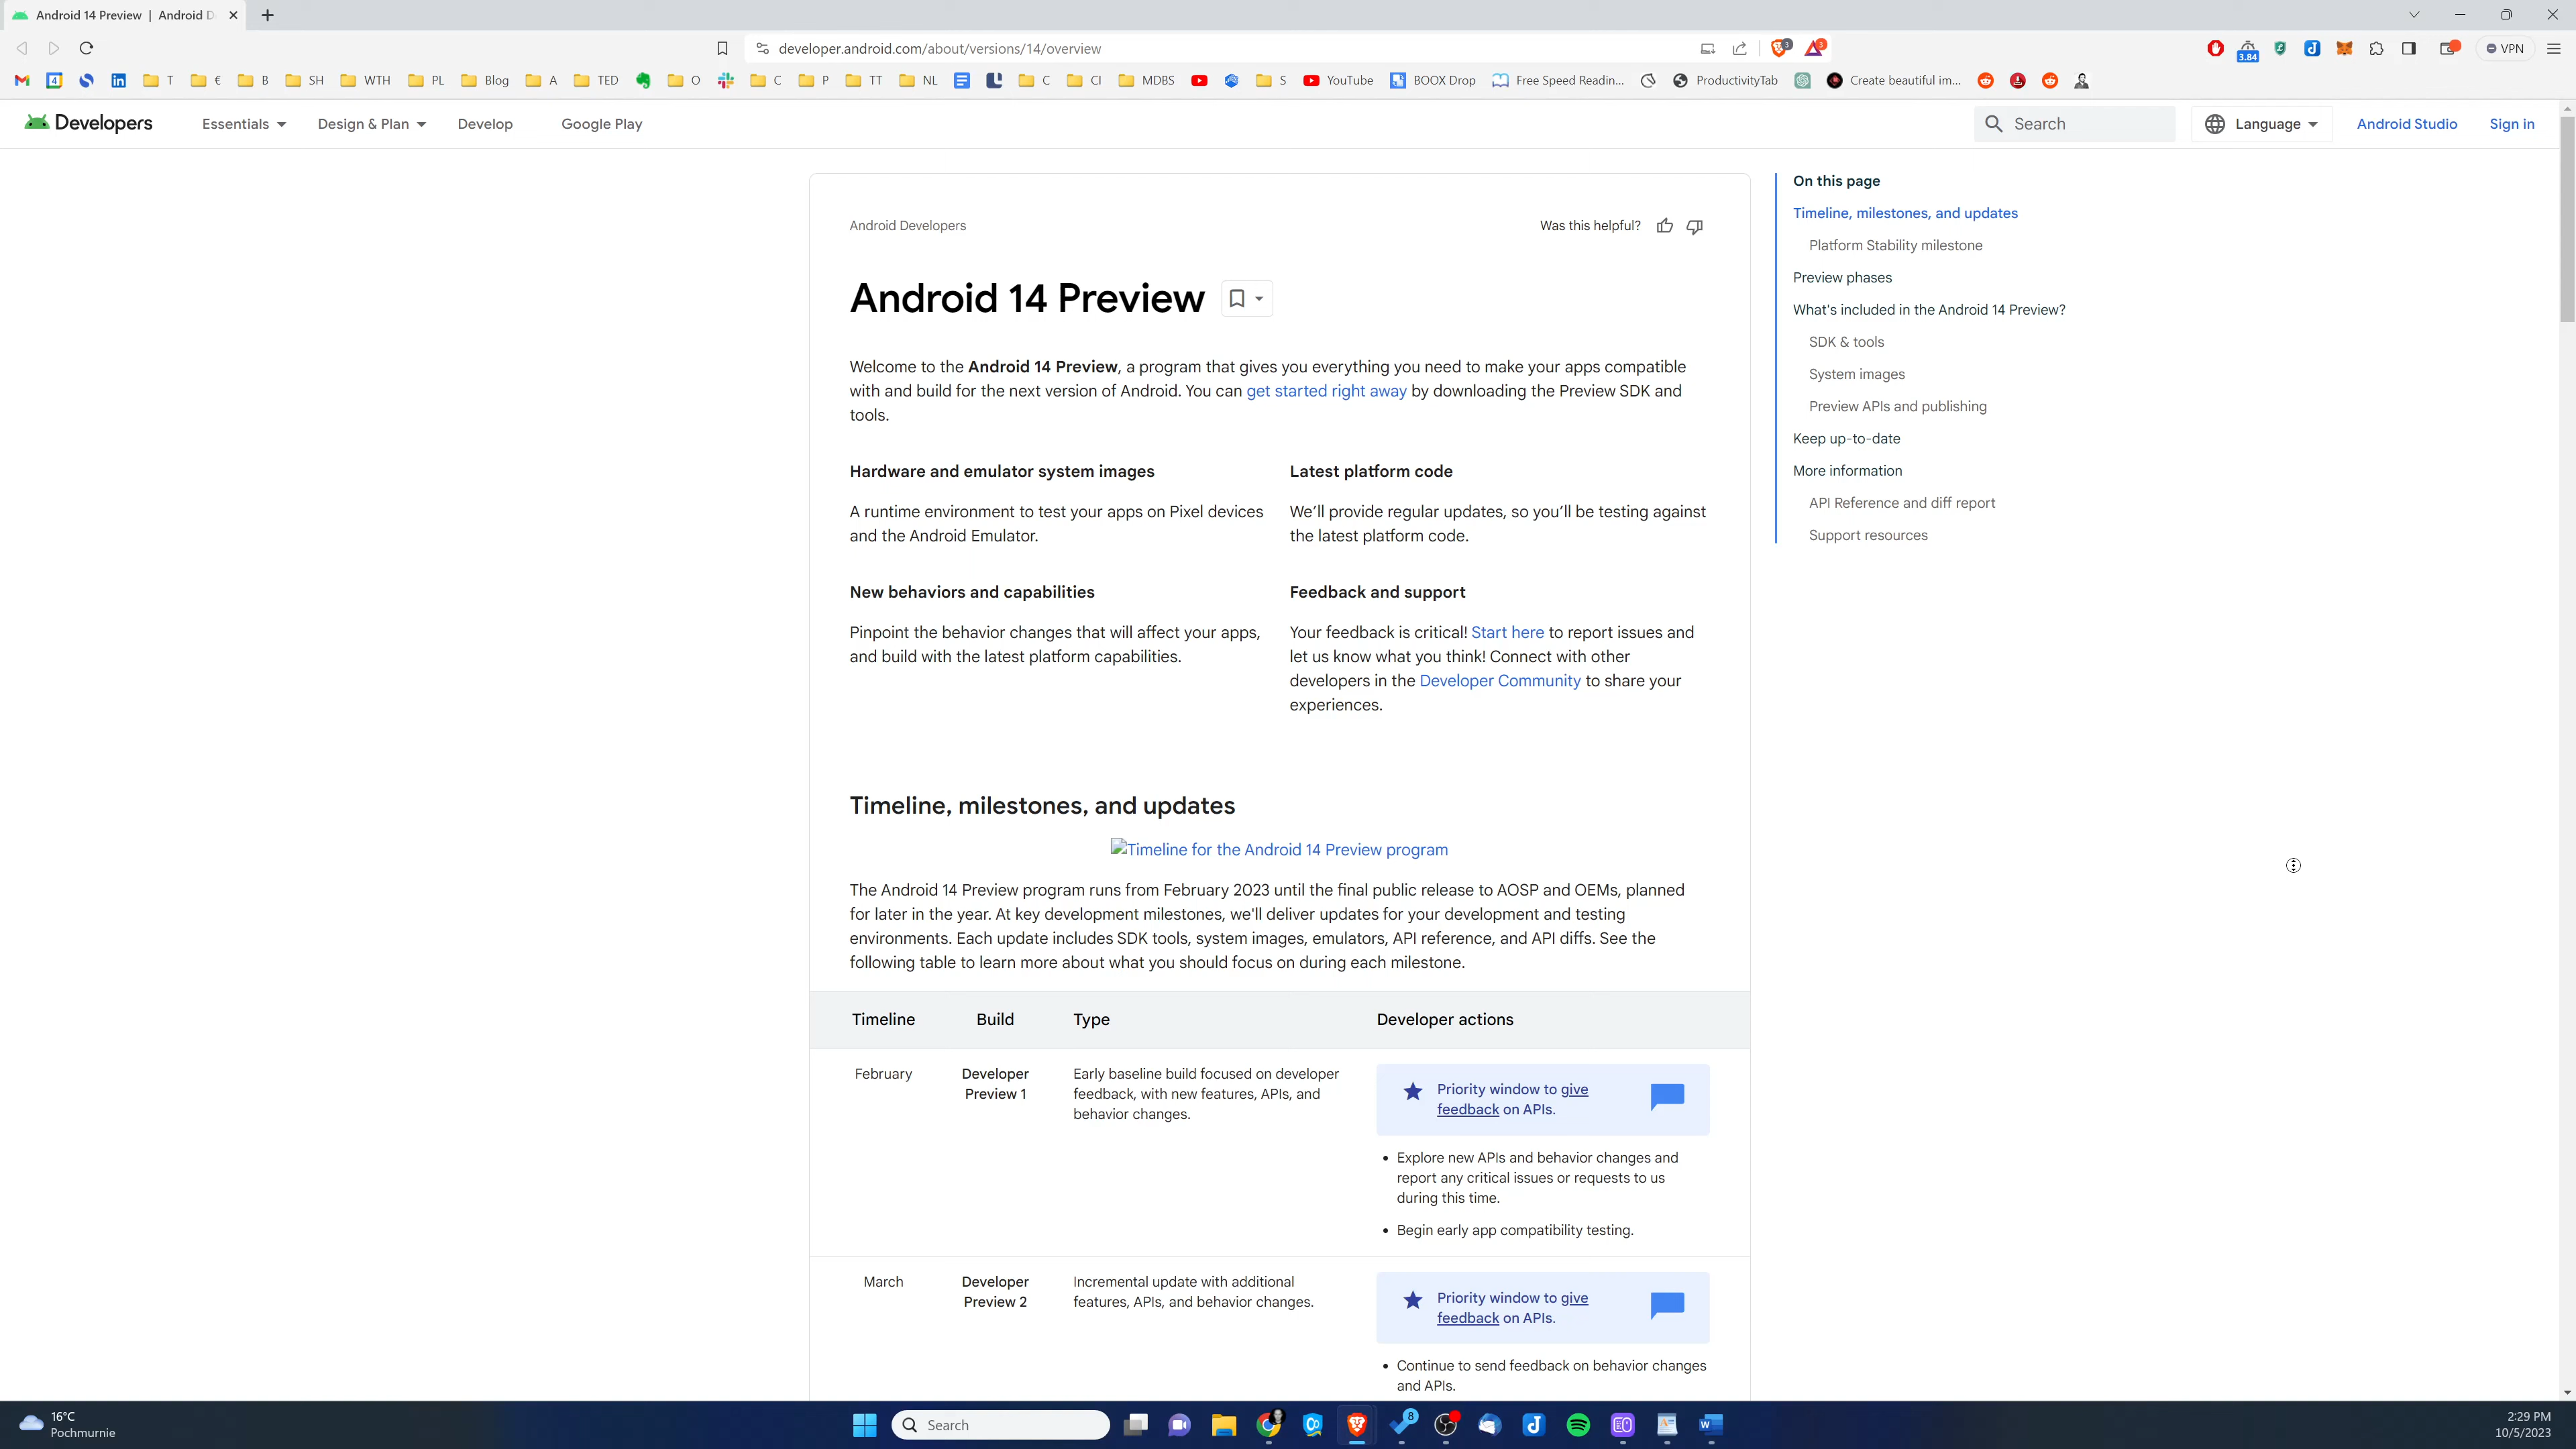 Android 14 Preview | Android D
developer.android.com/about/versions/14/overview
3
3
3.84
VPN
4
T
€
B
SH
WTH
PL
Blog
A
TED
O
C
P
TT
NL
C
CI
MDBS
S
YouTube
BOOX Drop
Free Speed Readin...
ProductivityTab
Create beautiful im...
Developers
Essentials
Design & Plan
Develop
Google Play
Search
Language
Android Studio
Sign in
Android Developers
Was this helpful?
Android 14 Preview
Welcome to the Android 14 Preview, a program that gives you everything you need to make your apps compatible
with and build for the next version of Android. You can get started right away by downloading the Preview SDK and
tools.
Hardware and emulator system images
A runtime environment to test your apps on Pixel devices
and the Android Emulator.
Latest platform code
We’ll provide regular updates, so you’ll be testing against
the latest platform code.
New behaviors and capabilities
Pinpoint the behavior changes that will affect your apps,
and build with the latest platform capabilities.
Feedback and support
Your feedback is critical! Start here to report issues and
let us know what you think! Connect with other
developers in the Developer Community to share your
experiences.
Timeline, milestones, and updates
Timeline for the Android 14 Preview program
The Android 14 Preview program runs from February 2023 until the final public release to AOSP and OEMs, planned
for later in the year. At key development milestones, we'll deliver updates for your development and testing
environments. Each update includes SDK tools, system images, emulators, API reference, and API diffs. See the
following table to learn more about what you should focus on during each milestone.
Timeline
Build
Type
Developer actions
February
Developer
Preview 1
Early baseline build focused on developer
feedback, with new features, APIs, and
behavior changes.
Priority window to give
feedback on APIs.
• Explore new APIs and behavior changes and
report any critical issues or requests to us
during this time.
• Begin early app compatibility testing.
March
Developer
Preview 2
Incremental update with additional
features, APIs, and behavior changes.
Priority window to give
feedback on APIs.
• Continue to send feedback on behavior changes
and APIs.
On this page
Timeline, milestones, and updates
Platform Stability milestone
Preview phases
What's included in the Android 14 Preview?
SDK & tools
System images
Preview APIs and publishing
Keep up-to-date
More information
API Reference and diff report
Support resources
16°C
Pochmurnie
Search
8
2:29 PM
10/5/2023